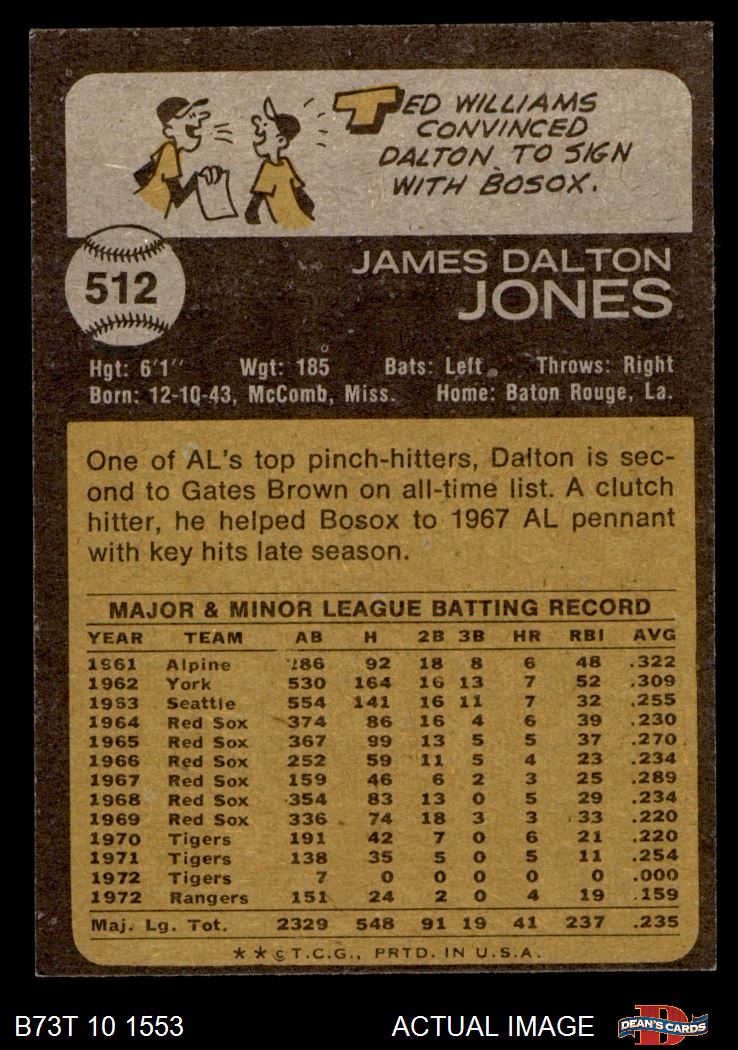 TED WILLIAMS
CONVINCED
DALTON TO SIGN
WITH BOSOX.
512
JAMES DALTON
JONES
Hgt: 6'1" Wgt: 185 Bats: Left Throws: Right
Born: 12-10-43, McComb, Miss. Home: Baton Rouge, La.
One of AL's top pinch-hitters, Dalton is sec-
ond to Gates Brown on all-time list. A clutch
hitter, he helped Bosox to 1967 AL pennant
with key hits late season.
MAJOR & MINOR LEAGUE BATTING RECORD
YEAR TEAM AB H 2B 3B HR RBI AVG
1961 Alpine 286 92 18 8 6 48 .322
1962 York 530 164 16 13 7 52 .309
1963 Seattle 554 141 16 11 7 32 .255
1964 Red Sox 374 86 16 4 6 39 .230
1965 Red Sox 367 99 13 5 5 37 .270
1966 Red Sox 252 59 11 5 4 23 .234
1967 Red Sox 159 46 6 2 3 25 .289
1968 Red Sox 354 83 13 0 5 29 .234
1969 Red Sox 336 74 18 3 3 33 .220
1970 Tigers 191 42 7 0 6 21 .220
1971 Tigers 138 35 5 0 5 11 .254
1972 Tigers 7 0 0 0 0 0 .000
1972 Rangers 151 24 2 0 4 19 .159
Maj. Lg. Tot. 2329 548 91 19 41 237 .235
* * © T.C.G., PRTD. IN U.S.A.
B73T 10 1553 ACTUAL IMAGE D DEAN'S CARDS